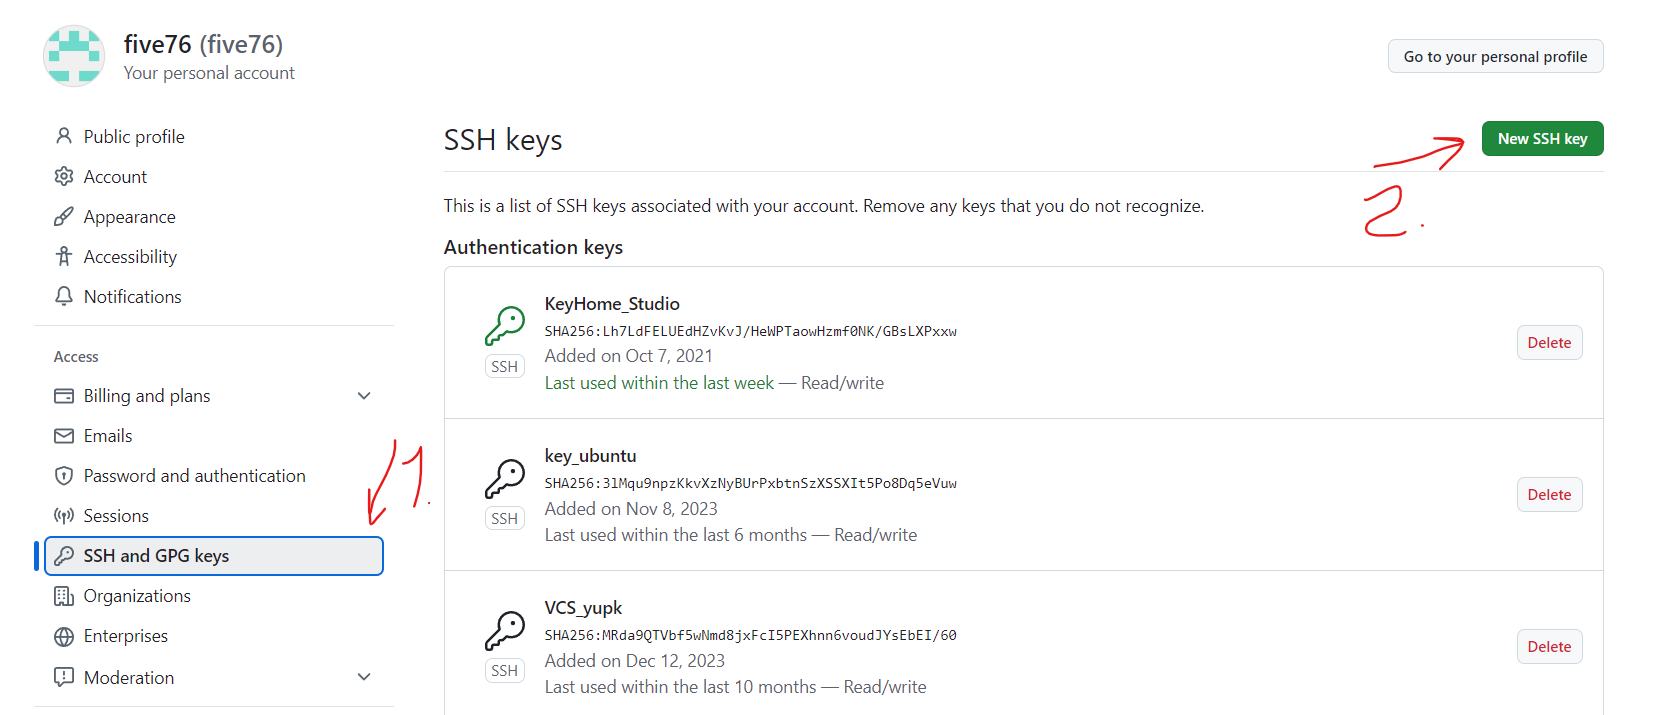 five76 (five76)
Your personal account
Go to your personal profile
Public profile
Account
Appearance
Accessibility
Notifications
Access
Billing and plans
Emails
Password and authentication
Sessions
SSH and GPG keys
Organizations
Enterprises
Moderation
1.
SSH keys
New SSH key
2.
This is a list of SSH keys associated with your account. Remove any keys that you do not recognize.
Authentication keys
KeyHome_Studio
SHA256:Lh7LdFELUEdHZvKvJ/HeWPTaowHzmf0NK/GBsLXPxxw
Added on Oct 7, 2021
Last used within the last week — Read/write
SSH
Delete
key_ubuntu
SHA256:3lMqu9npzKkvXzNyBUrPxbtnSzXSSXIt5Po8Dq5eVuw
Added on Nov 8, 2023
Last used within the last 6 months — Read/write
SSH
Delete
VCS_yupk
SHA256:MRda9QTVbf5wNmd8jxFcI5PEXhnn6voudJYsEbEI/60
Added on Dec 12, 2023
Last used within the last 10 months — Read/write
SSH
Delete